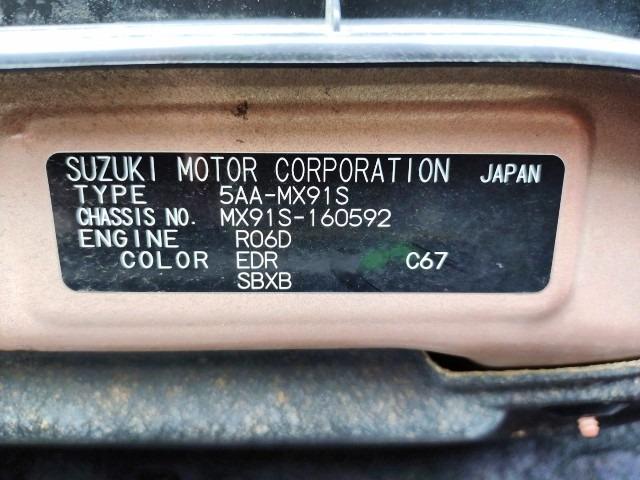 SUZUKI MOTOR CORPORATION JAPAN
TYPE 5AA-MX91S
CHASSIS NO. MX91S-160592
ENGINE R06D
COLOR EDR C67
SBXB